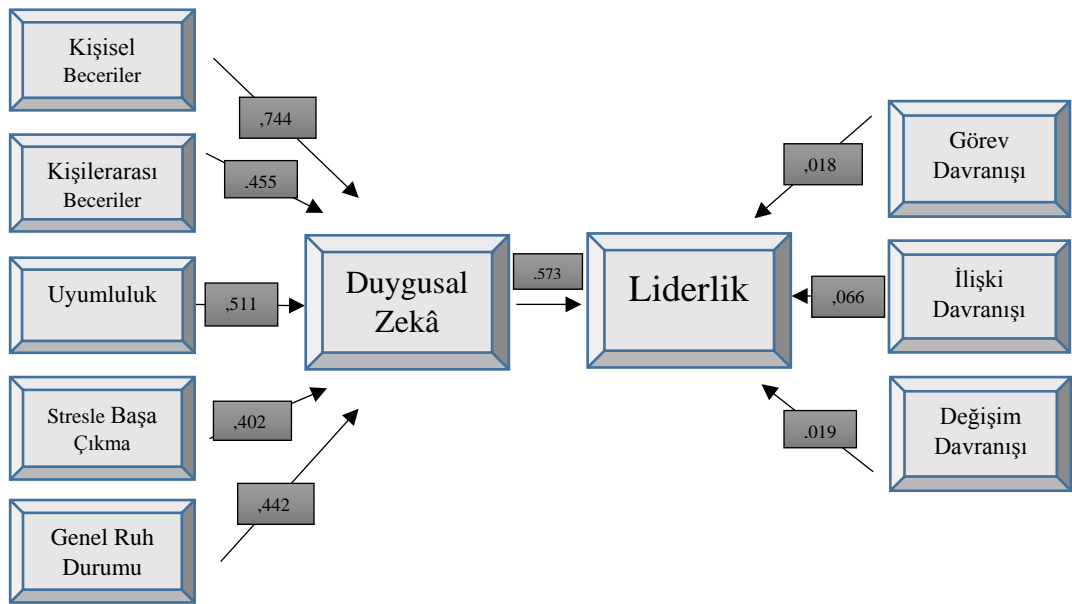 Kişisel
Beceriler
,744
Kişilerarası
Beceriler
.455
Uyumluluk
,511
Stresle Başa
Çıkma
,402
Genel Ruh
Durumu
,442
Duygusal
Zekâ
.573
Liderlik
,018
Görev
Davranışı
,066
İlişki
Davranışı
.019
Değişim
Davranışı